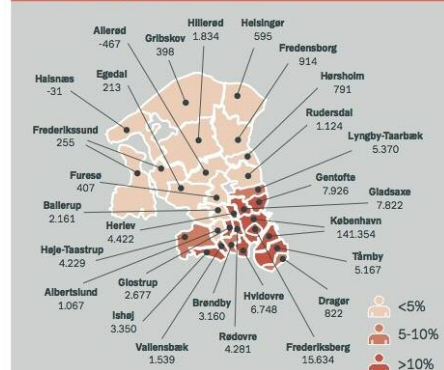 Hillerød
1.834
Helsingør
595
Allerød
-467
Gribskov
398
Fredensborg
914
Halsnæs
-31
Egedal
213
Hørsholm
791
Rudersdal
1.124
Frederikssund
255
Lyngby-Taarbæk
5.370
Furesø
407
Gentofte
7.926
Gladsaxe
7.822
Ballerup
2.161
Herlev
4.422
København
141.354
Høje-Taastrup
4.229
Tårnby
5.167
Albertslund
1.067
Glostrup
2.677
Hvidovre
6.748
Dragør
822
Ishøj
3.350
Brøndby
3.160
Vallensbæk
1.539
Rødovre
4.281
Frederiksberg
15.634
<5%
5-10%
>10%